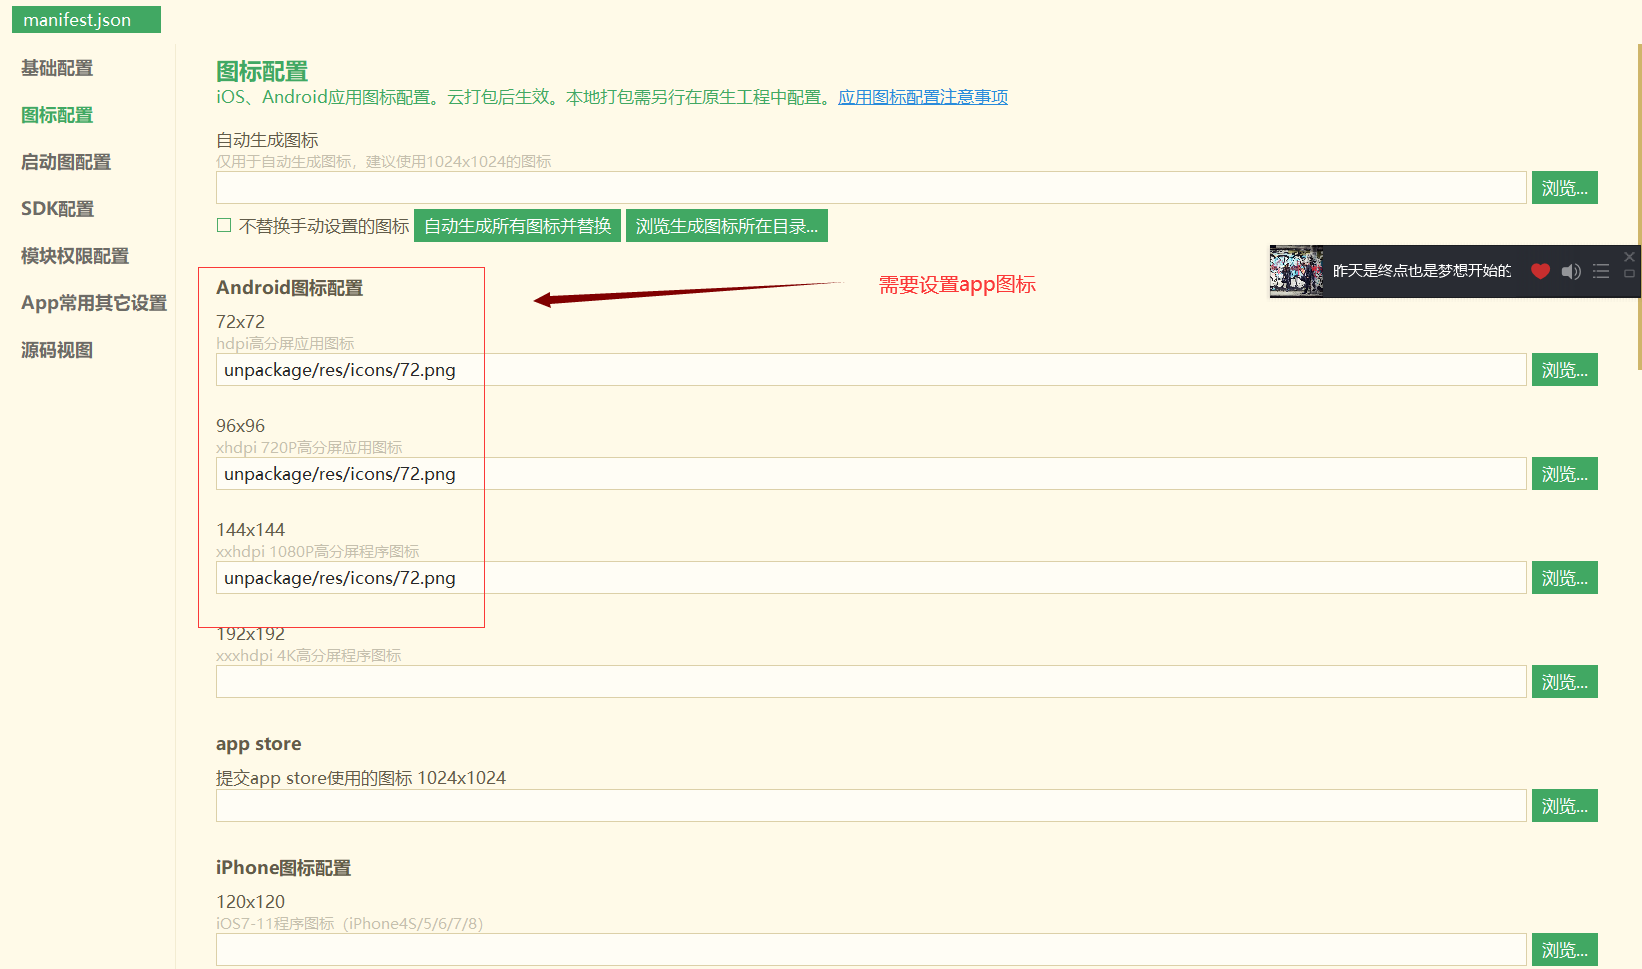 manifest.json
基础配置
图标配置
启动图配置
SDK配置
模块权限配置
App常用其它设置
源码视图
图标配置
iOS、Android应用图标配置。云打包后生效。本地打包需另行在原生工程中配置。应用图标配置注意事项
自动生成图标
仅用于自动生成图标，建议使用1024x1024的图标
浏览...
不替换手动设置的图标 自动生成所有图标并替换 浏览生成图标所在目录...
昨天是终点也是梦想开始的
需要设置app图标
Android图标配置
72x72
hdpi高分屏应用图标
unpackage/res/icons/72.png 浏览...
96x96
xhdpi 720P高分屏应用图标
unpackage/res/icons/72.png 浏览...
144x144
xxhdpi 1080P高分屏程序图标
unpackage/res/icons/72.png 浏览...
192x192
xxxhdpi 4K高分屏程序图标
浏览...
app store
提交app store使用的图标 1024x1024
浏览...
iPhone图标配置
120x120
iOS7-11程序图标（iPhone4S/5/6/7/8）
浏览...